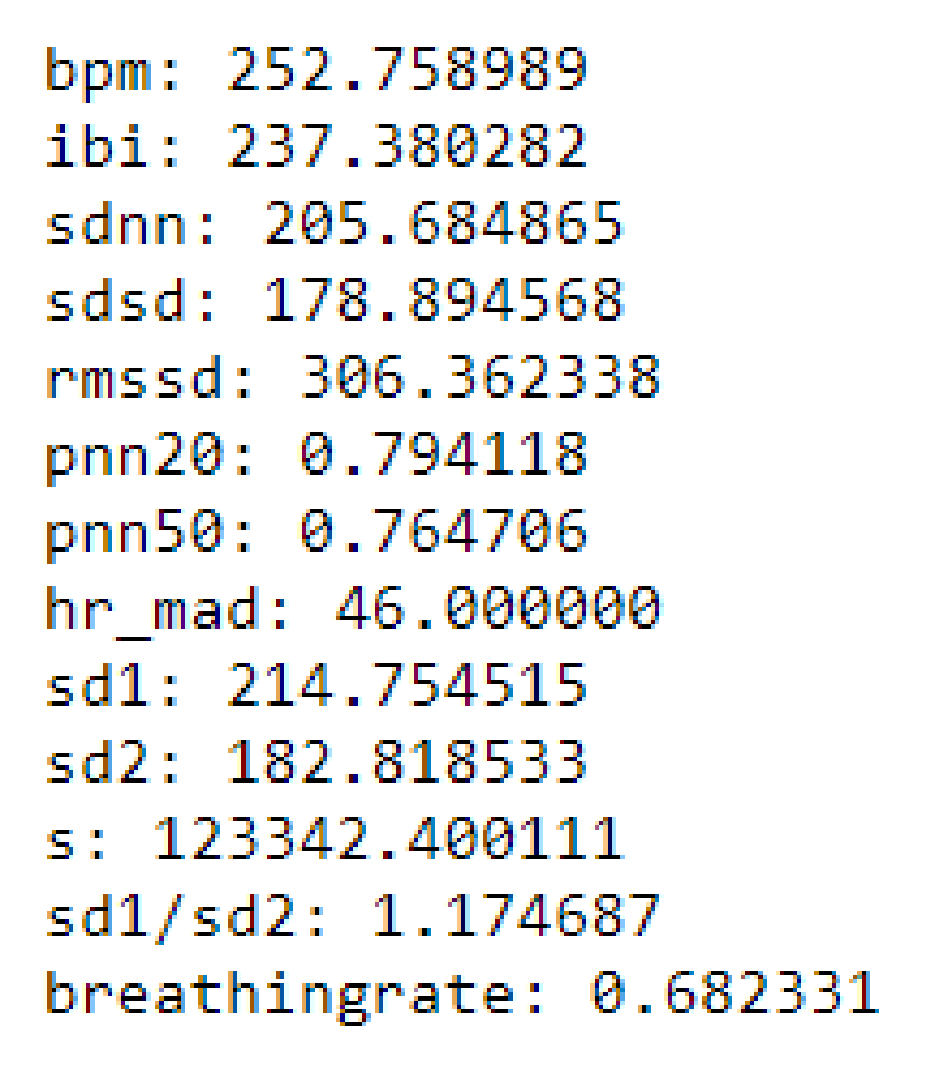 bpm: 252.758989
ibi: 237.380282
sdnn: 205.684865
sdsd: 178.894568
rmssd: 306.362338
pnn20: 0.794118
pnn50: 0.764706
hr_mad: 46.000000
sd1: 214.754515
sd2: 182.818533
s: 123342.400111
sd1/sd2: 1.174687
breathingrate: 0.682331